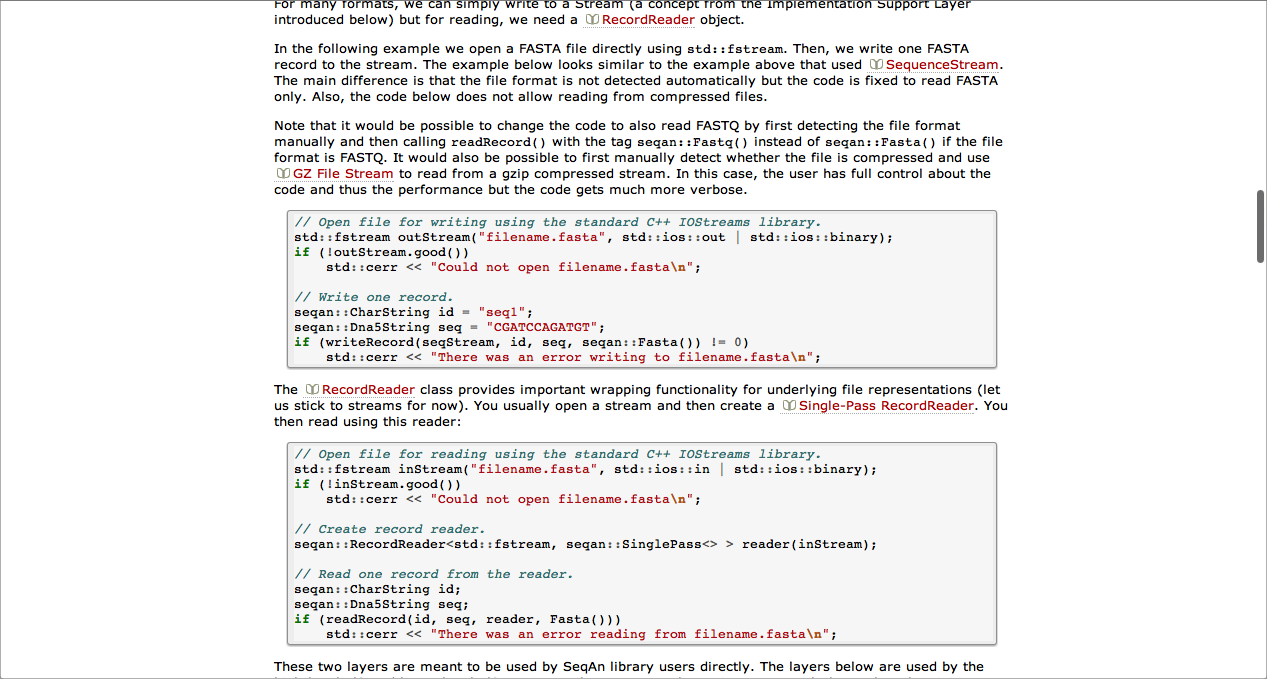 For many formats, we can simply write to a Stream (a concept from the Implementation Support Layer
introduced below) but for reading, we need a RecordReader object.
In the following example we open a FASTA file directly using std::fstream. Then, we write one FASTA
record to the stream. The example below looks similar to the example above that used SequenceStream.
The main difference is that the file format is not detected automatically but the code is fixed to read FASTA
only. Also, the code below does not allow reading from compressed files.
Note that it would be possible to change the code to also read FASTQ by first detecting the file format
manually and then calling readRecord() with the tag seqan::Fastq() instead of seqan::Fasta() if the file
format is FASTQ. It would also be possible to first manually detect whether the file is compressed and use
GZ File Stream to read from a gzip compressed stream. In this case, the user has full control about the
code and thus the performance but the code gets much more verbose.
// Open file for writing using the standard C++ IOStreams library.
std::fstream outStream("filename.fasta", std::ios::out | std::ios::binary);
if (!outStream.good())
    std::cerr << "Could not open filename.fasta\n";
// Write one record.
seqan::CharString id = "seq1";
seqan::Dna5String seq = "CGATCCAGATGT";
if (writeRecord(seqStream, id, seq, seqan::Fasta()) != 0)
    std::cerr << "There was an error writing to filename.fasta\n";
The RecordReader class provides important wrapping functionality for underlying file representations (let
us stick to streams for now). You usually open a stream and then create a Single-Pass RecordReader. You
then read using this reader:
// Open file for reading using the standard C++ IOStreams library.
std::fstream inStream("filename.fasta", std::ios::in | std::ios::binary);
if (!inStream.good())
    std::cerr << "Could not open filename.fasta\n";
// Create record reader.
seqan::RecordReader<std::fstream, seqan::SinglePass<> > reader(inStream);
// Read one record from the reader.
seqan::CharString id;
seqan::Dna5String seq;
if (readRecord(id, seq, reader, Fasta()))
    std::cerr << "There was an error reading from filename.fasta\n";
These two layers are meant to be used by SeqAn library users directly. The layers below are used by the